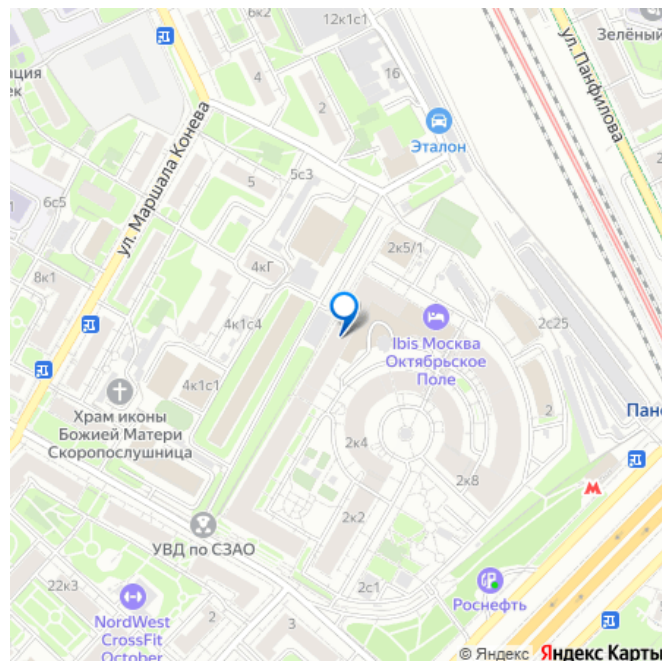 6к2
12к1с1
ул. Панфилова
Зелёный
ация
ек
4
2
16
Эталон
ул. Маршала Конева
5
5с3
6с5
8к1
4кГ
2к5/1
4к1с4
Ibis Москва
Октябрьское
Поле
2с25
4к1с1
Храм иконы
Божией Матери
Скоропослушница
2к4
2
2к8
Пан
М
2к2
УВД по СЗАО
2с1
Роснефть
22к3
NordWest
CrossFit
October
2
3
© Яндекс Яндекс Карты